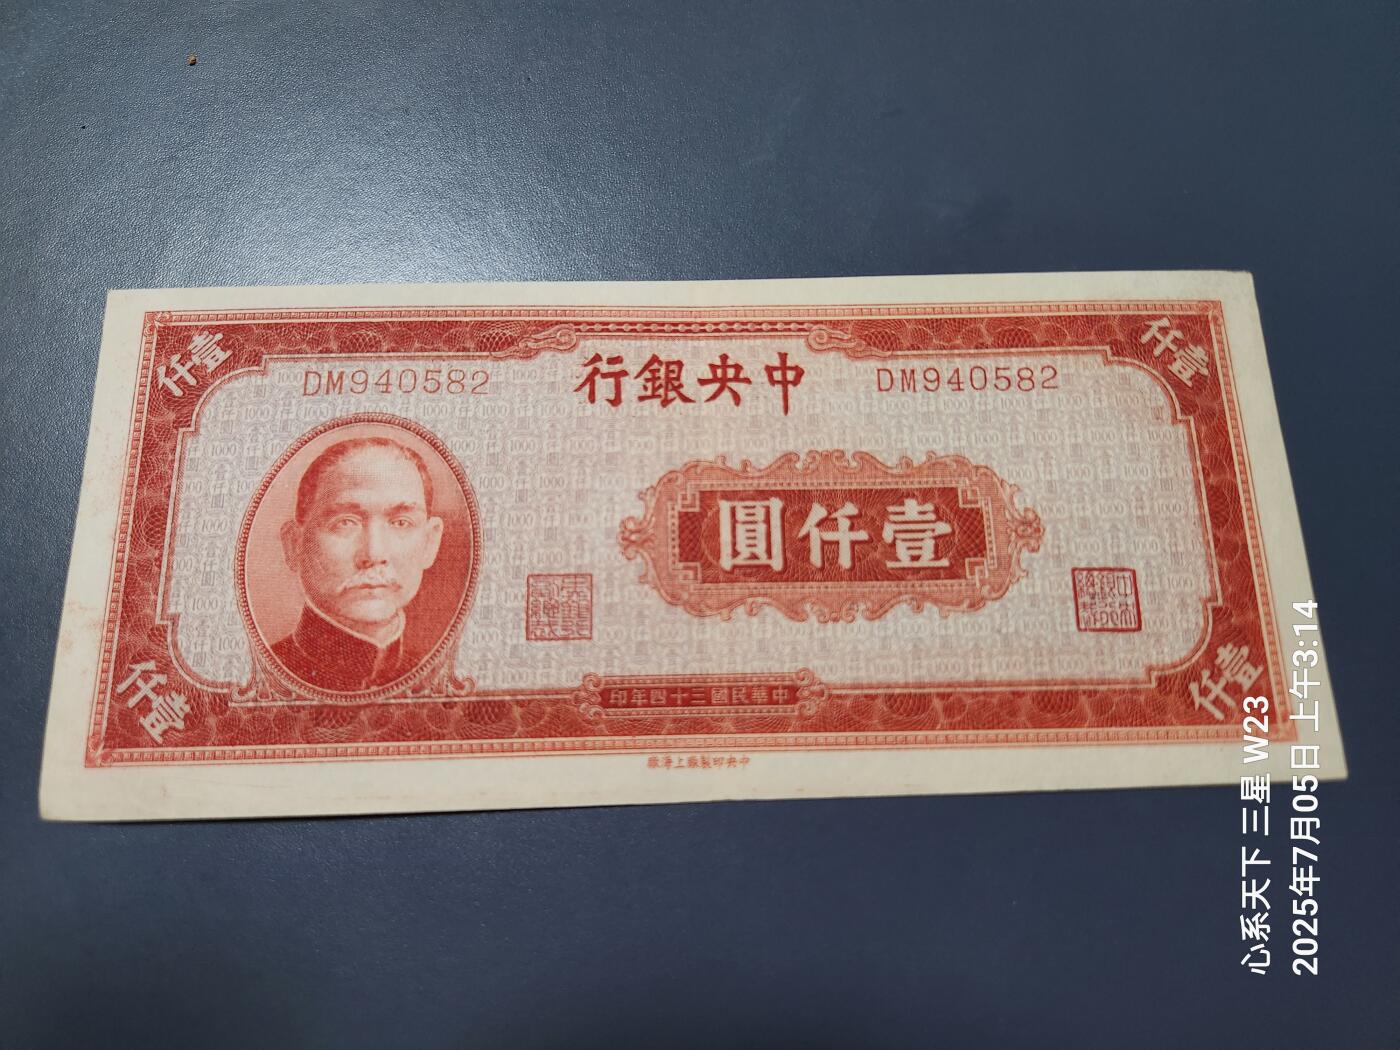 壹仟
壹仟
DM940582
中央銀行
DM940582
壹仟圓
中華民國三十四年印
壹仟
壹仟
中央印製廠上海廠
心系天下 三星 W23
2025年7月05日 上午3:14